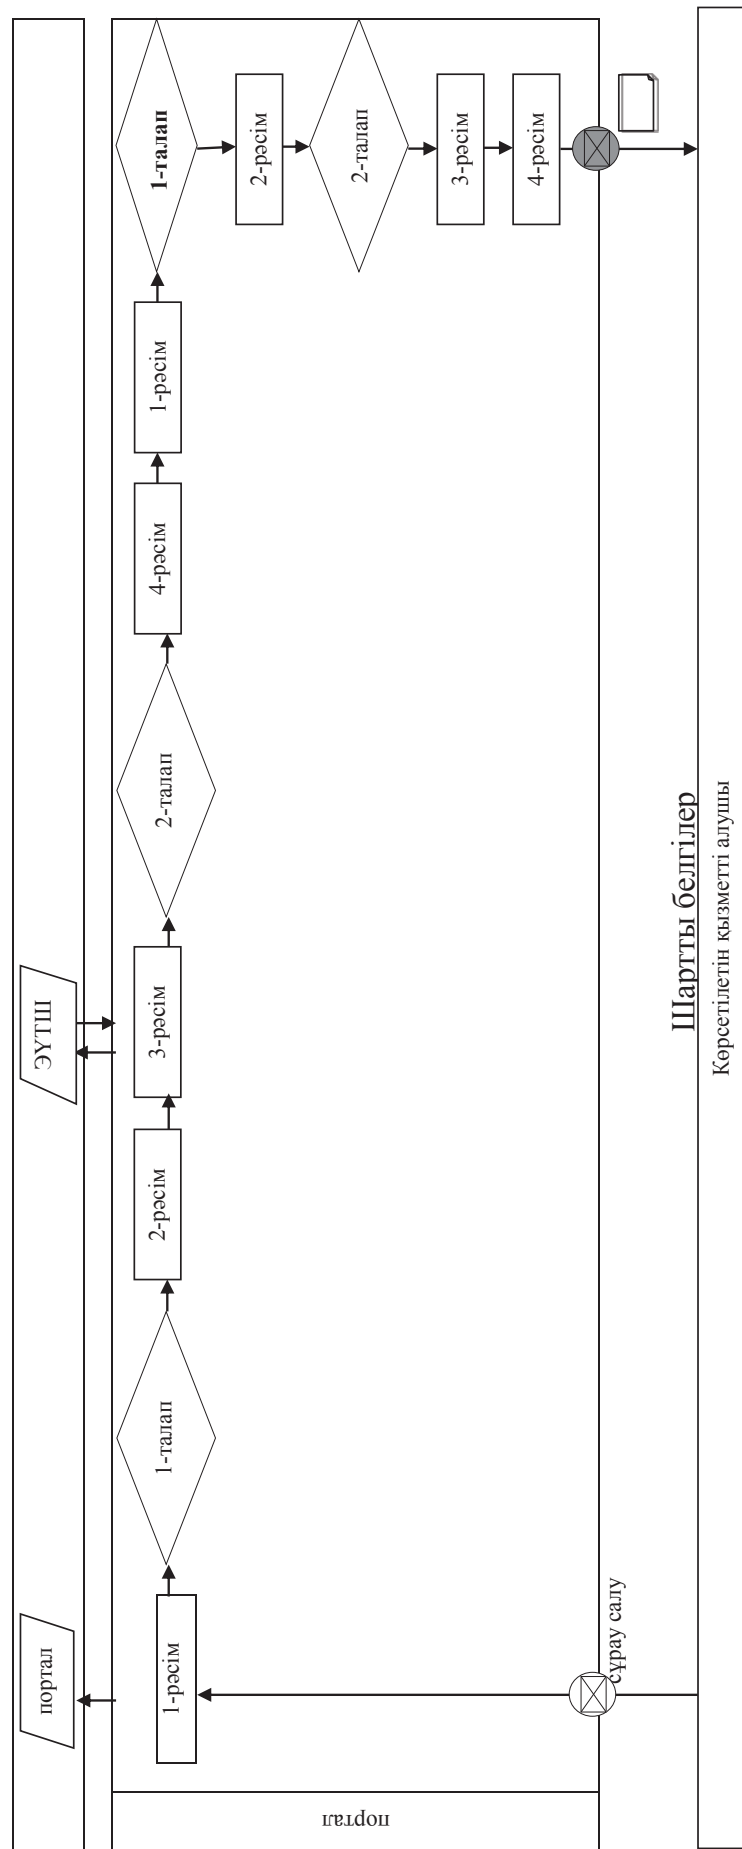 портал
ЭҮТШ
портал
1-рәсім
1-талап
2-рәсім
3-рәсім
2-талап
4-рәсім
1-рәсім
1-талап
2-рәсім
2-талап
3-рәсім
4-рәсім
сұрау салу
Шартты белгілер
Көрсетілетін қызметті алушы